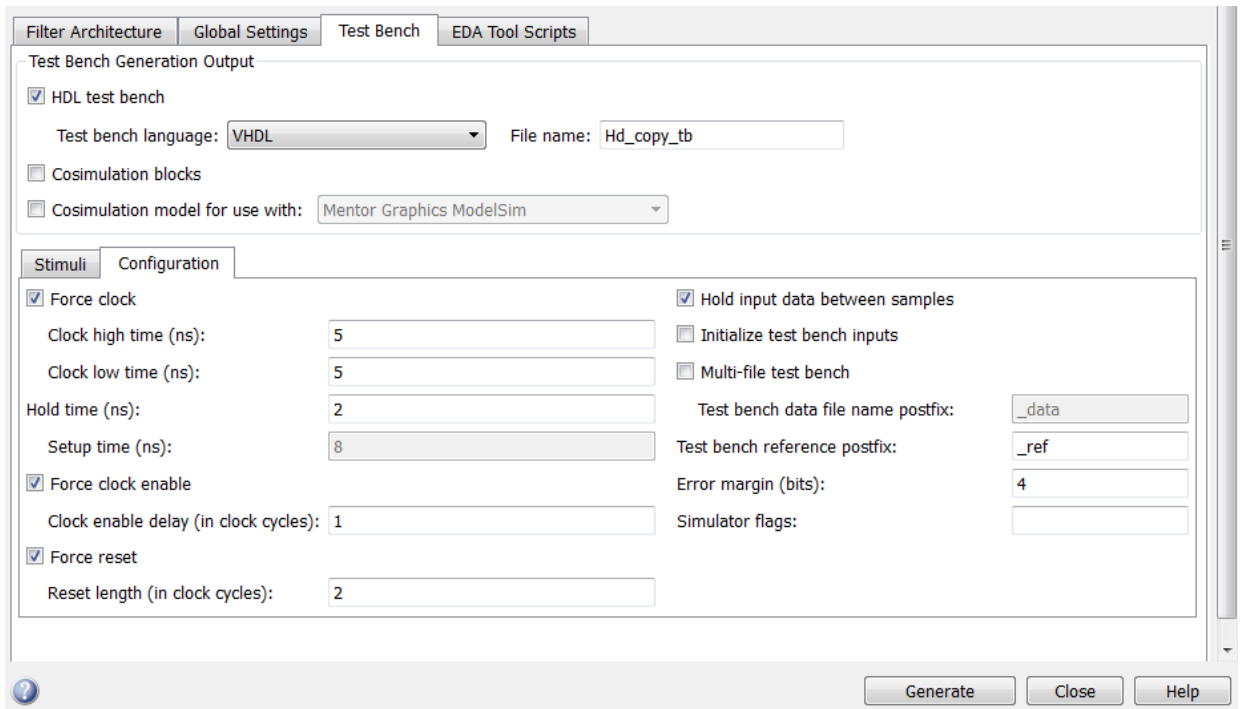 Filter Architecture Global Settings Test Bench EDA Tool Scripts
Test Bench Generation Output
HDL test bench
Test bench language: VHDL File name: Hd_copy_tb
Cosimulation blocks
Cosimulation model for use with: Mentor Graphics ModelSim
Stimuli Configuration
Force clock Hold input data between samples
Clock high time (ns): 5 Initialize test bench inputs
Clock low time (ns): 5 Multi-file test bench
Hold time (ns): 2 Test bench data file name postfix: _data
Setup time (ns): 8 Test bench reference postfix: _ref
Force clock enable Error margin (bits): 4
Clock enable delay (in clock cycles): 1 Simulator flags:
Force reset
Reset length (in clock cycles): 2
? Generate Close Help